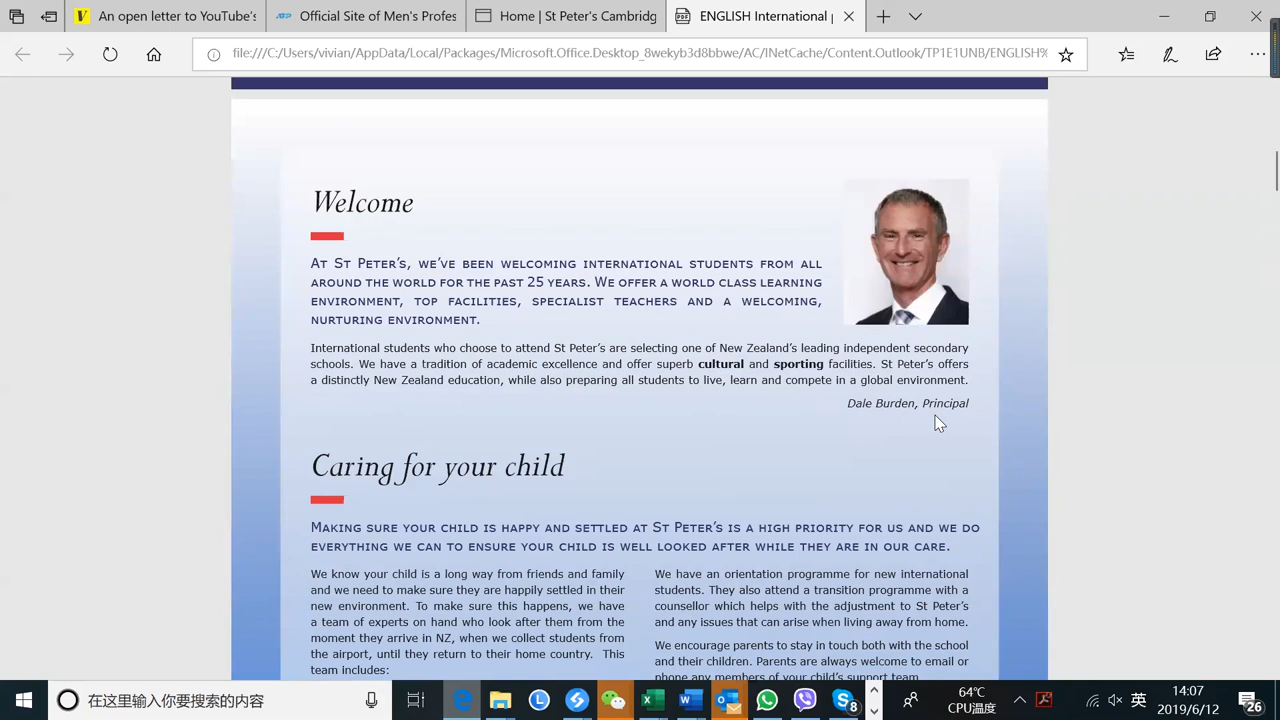 An open letter to YouTube's
Official Site of Men's Profes
Home | St Peter's Cambridg
ENGLISH International
file:///C:/Users/vivian/AppData/Local/Packages/Microsoft.Office.Desktop_8wekyb3d8bbwe/AC/INetCache/Content.Outlook/TP1E1UNB/ENGLISH%
Welcome
At St Peter's, we've been welcoming international students from all
around the world for the past 25 years. We offer a world class learning
environment, top facilities, specialist teachers and a welcoming,
nurturing environment.
International students who choose to attend St Peter's are selecting one of New Zealand's leading independent secondary
schools. We have a tradition of academic excellence and offer superb cultural and sporting facilities. St Peter's offers
a distinctly New Zealand education, while also preparing all students to live, learn and compete in a global environment.
Dale Burden, Principal
Caring for your child
Making sure your child is happy and settled at St Peter's is a high priority for us and we do
everything we can to ensure your child is well looked after while they are in our care.
We know your child is a long way from friends and family
and we need to make sure they are happily settled in their
new environment. To make sure this happens, we have
a team of experts on hand who look after them from the
moment they arrive in NZ, when we collect students from
the airport, until they return to their home country. This
team includes:
We have an orientation programme for new international
students. They also attend a transition programme with a
counsellor which helps with the adjustment to St Peter's
and any issues that can arise when living away from home.
We encourage parents to stay in touch both with the school
and their children. Parents are always welcome to email or
phone any members of your child's support team.
在这里输入你要搜索的内容
8
64°C
CPU温度
英
14:07
2019/6/12
26